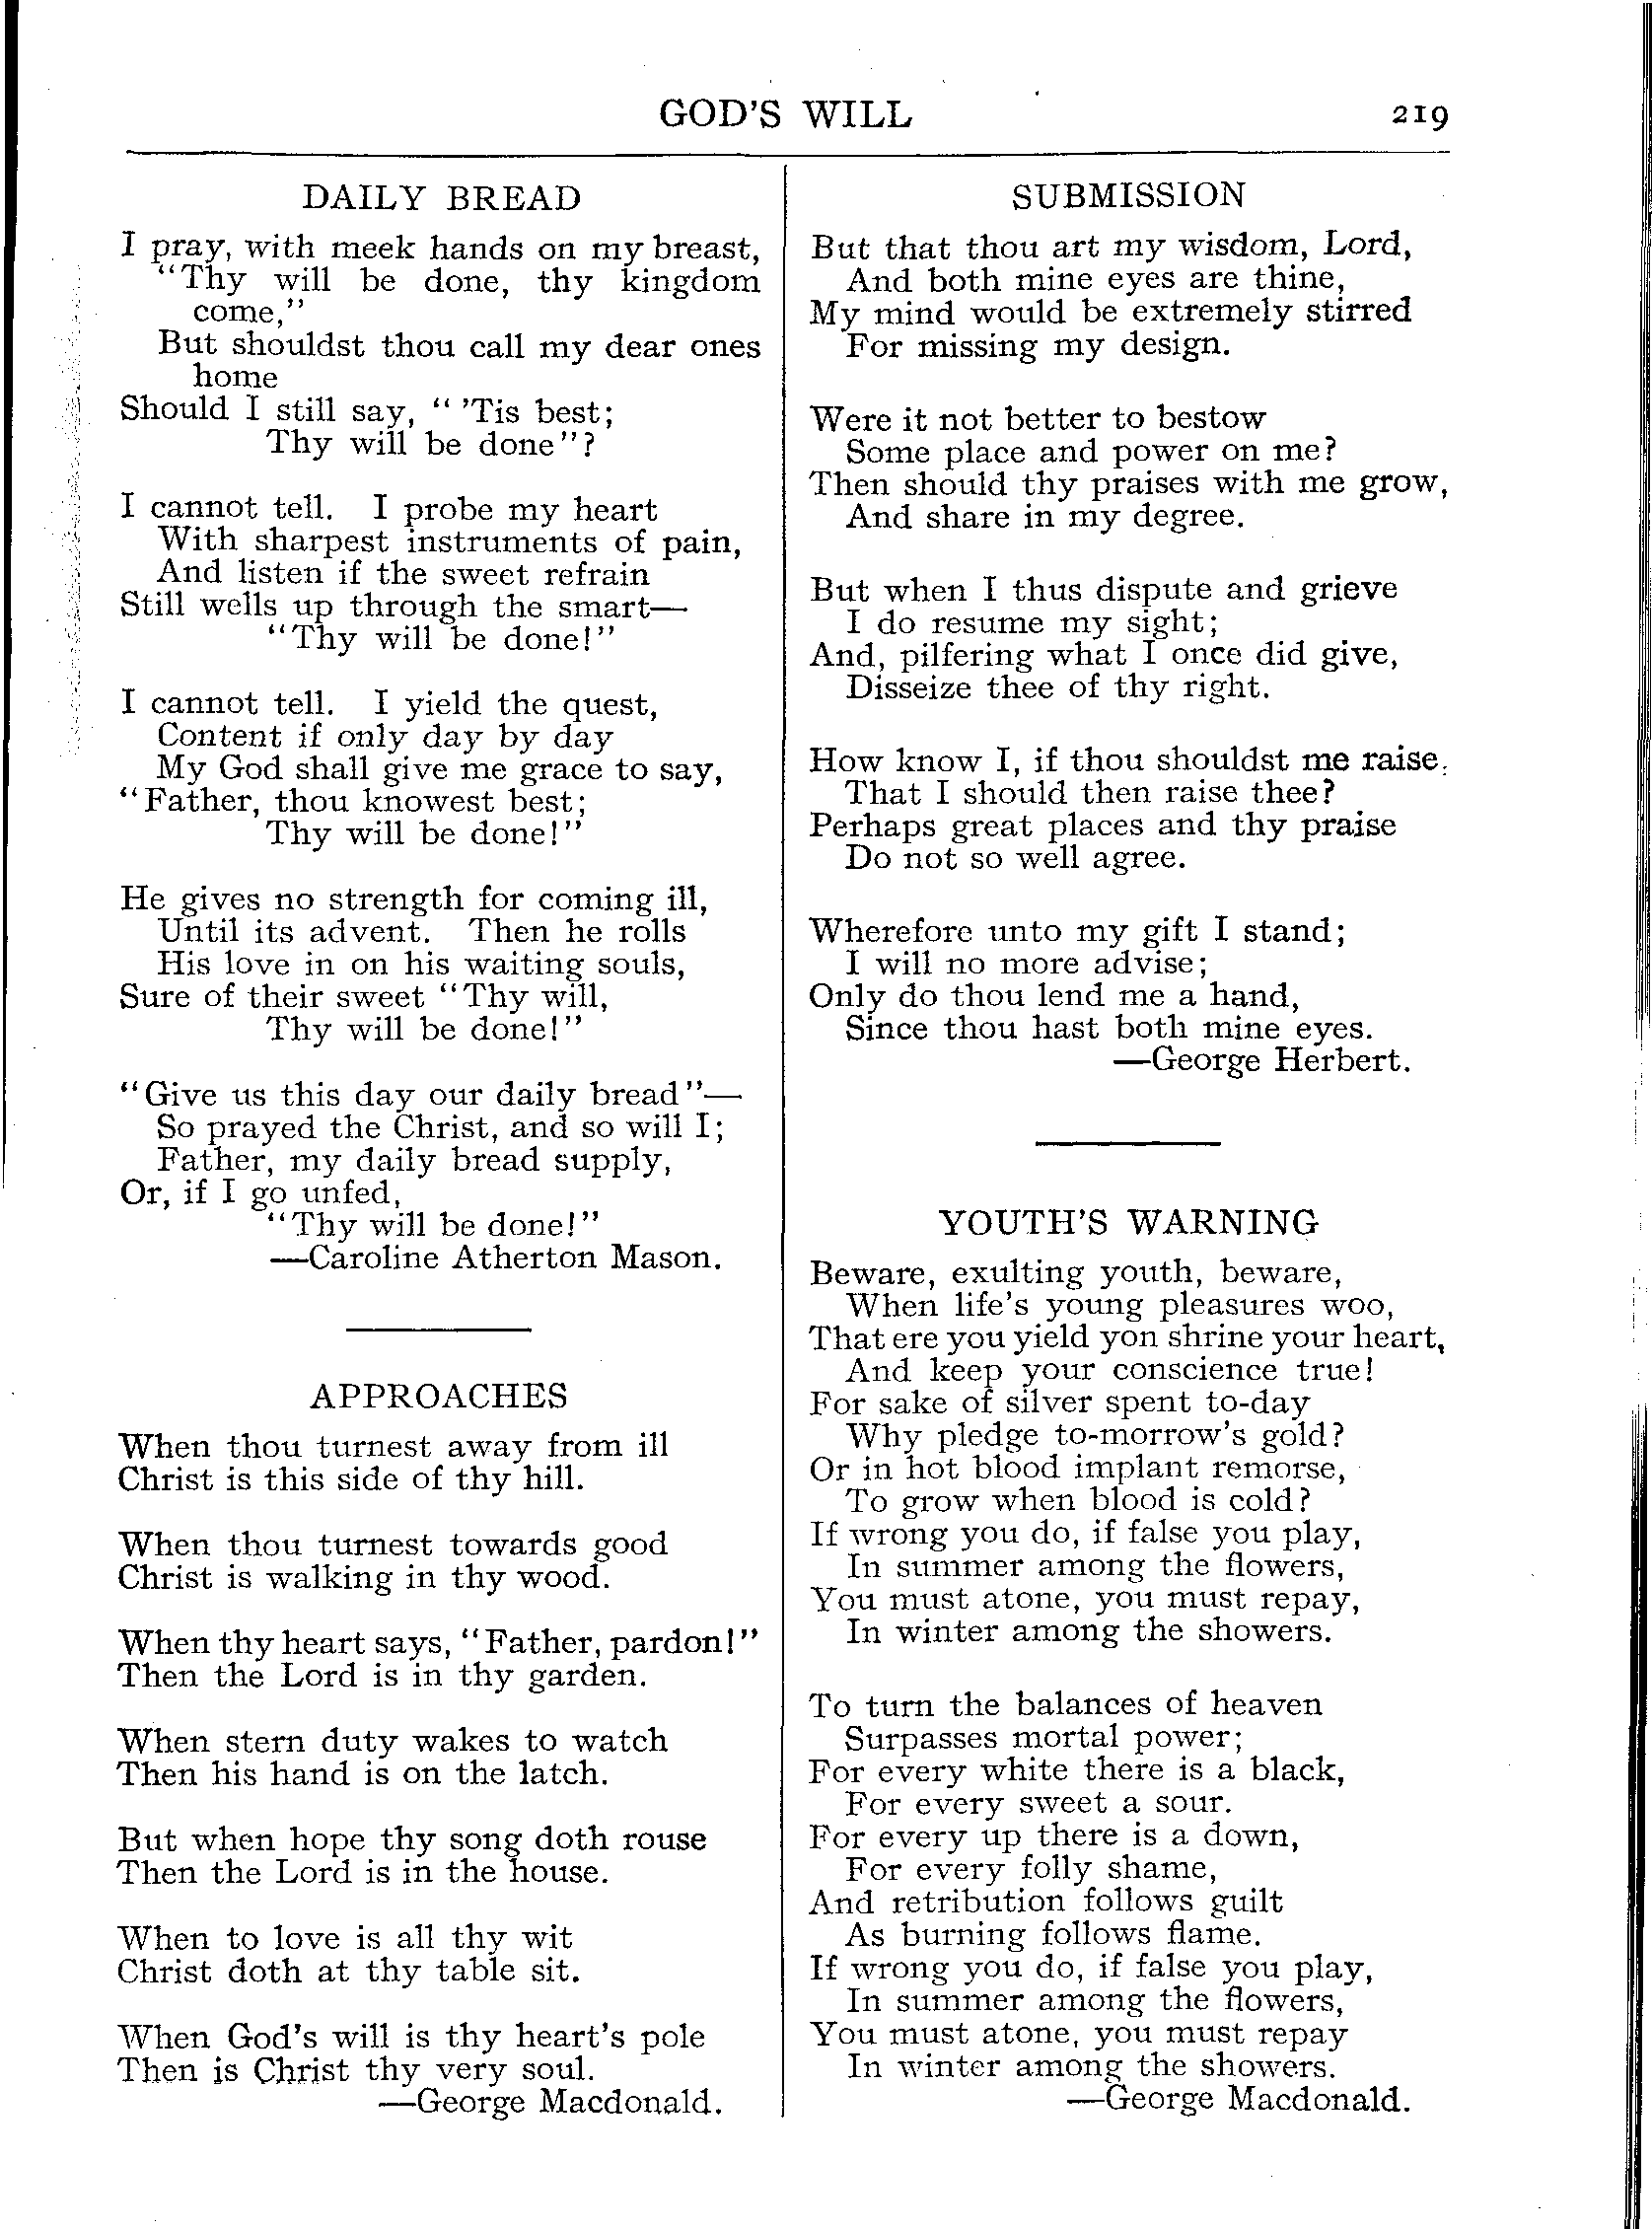 GOD'S WILL 219
DAILY BREAD
I pray, with meek hands on my breast,
"Thy will be done, thy kingdom
come,"
But shouldst thou call my dear ones
home
Should I still say, " 'Tis best;
Thy will be done"?
I cannot tell. I probe my heart
With sharpest instruments of pain,
And listen if the sweet refrain
Still wells up through the smart—
"Thy will be done!"
I cannot tell. I yield the quest,
Content if only day by day
My God shall give me grace to say,
"Father, thou knowest best;
Thy will be done!"
He gives no strength for coming ill,
Until its advent. Then he rolls
His love in on his waiting souls,
Sure of their sweet "Thy will,
Thy will be done!"
"Give us this day our daily bread"—
So prayed the Christ, and so will I;
Father, my daily bread supply,
Or, if I go unfed,
"Thy will be done!"
—Caroline Atherton Mason.
APPROACHES
When thou turnest away from ill
Christ is this side of thy hill.
When thou turnest towards good
Christ is walking in thy wood.
When thy heart says, "Father, pardon!"
Then the Lord is in thy garden.
When stern duty wakes to watch
Then his hand is on the latch.
But when hope thy song doth rouse
Then the Lord is in the house.
When to love is all thy wit
Christ doth at thy table sit.
When God's will is thy heart's pole
Then is Christ thy very soul.
—George Macdonald.
SUBMISSION
But that thou art my wisdom, Lord,
And both mine eyes are thine,
My mind would be extremely stirred
For missing my design.
Were it not better to bestow
Some place and power on me?
Then should thy praises with me grow,
And share in my degree.
But when I thus dispute and grieve
I do resume my sight;
And, pilfering what I once did give,
Disseize thee of thy right.
How know I, if thou shouldst me raise,
That I should then raise thee?
Perhaps great places and thy praise
Do not so well agree.
Wherefore unto my gift I stand;
I will no more advise;
Only do thou lend me a hand,
Since thou hast both mine eyes.
—George Herbert.
YOUTH'S WARNING
Beware, exulting youth, beware,
When life's young pleasures woo,
That ere you yield yon shrine your heart,
And keep your conscience true!
For sake of silver spent to-day
Why pledge to-morrow's gold?
Or in hot blood implant remorse,
To grow when blood is cold?
If wrong you do, if false you play,
In summer among the flowers,
You must atone, you must repay,
In winter among the showers.
To turn the balances of heaven
Surpasses mortal power;
For every white there is a black,
For every sweet a sour.
For every up there is a down,
For every folly shame,
And retribution follows guilt
As burning follows flame.
If wrong you do, if false you play,
In summer among the flowers,
You must atone, you must repay
In winter among the showers.
—George Macdonald.